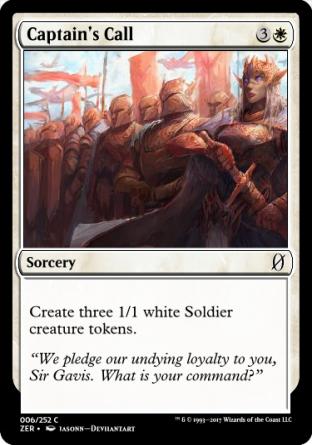 Captain's Call 3
Sorcery
Create three 1/1 white Soldier
creature tokens.
"We pledge our undying loyalty to you,
Sir Gavis. What is your command?"
006/252 C
ZER • Iasonn—Devihantart
™ & © 1993–2017 Wizards of the Coast LLC